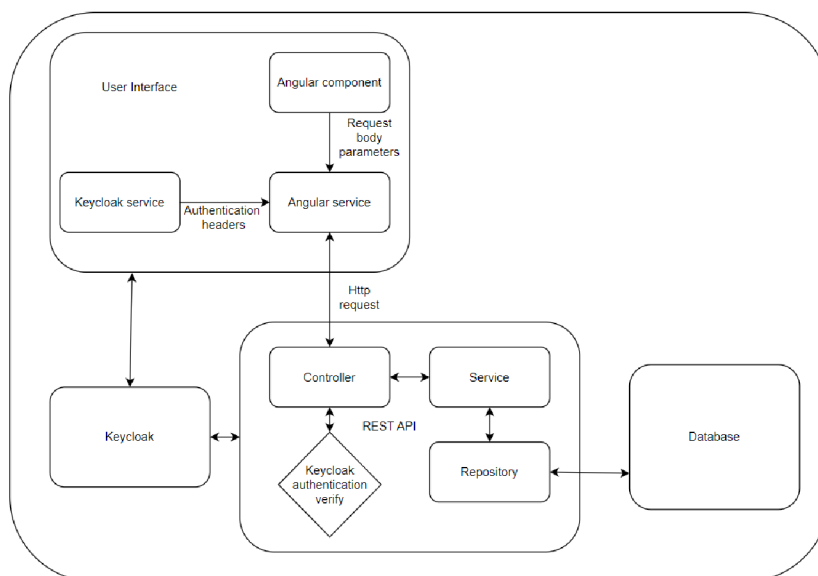 User Interface
Angular component
Request
body
parameters
Keycloak service
Authentication
headers
Angular service
Http
request
Controller
Service
Keycloak
REST API
Database
Keycloak
authentication
verify
Repository